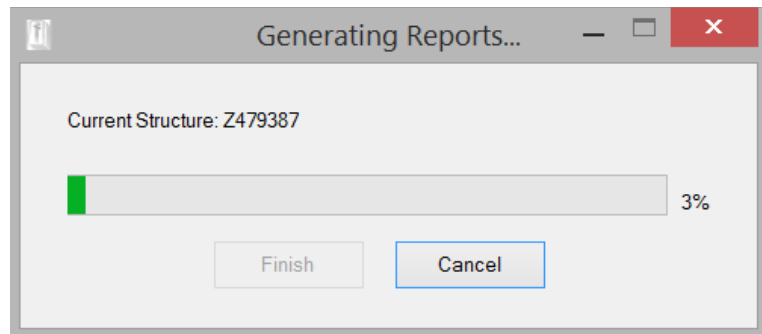 Generating Reports...
Current Structure: Z479387
3%
Finish
Cancel